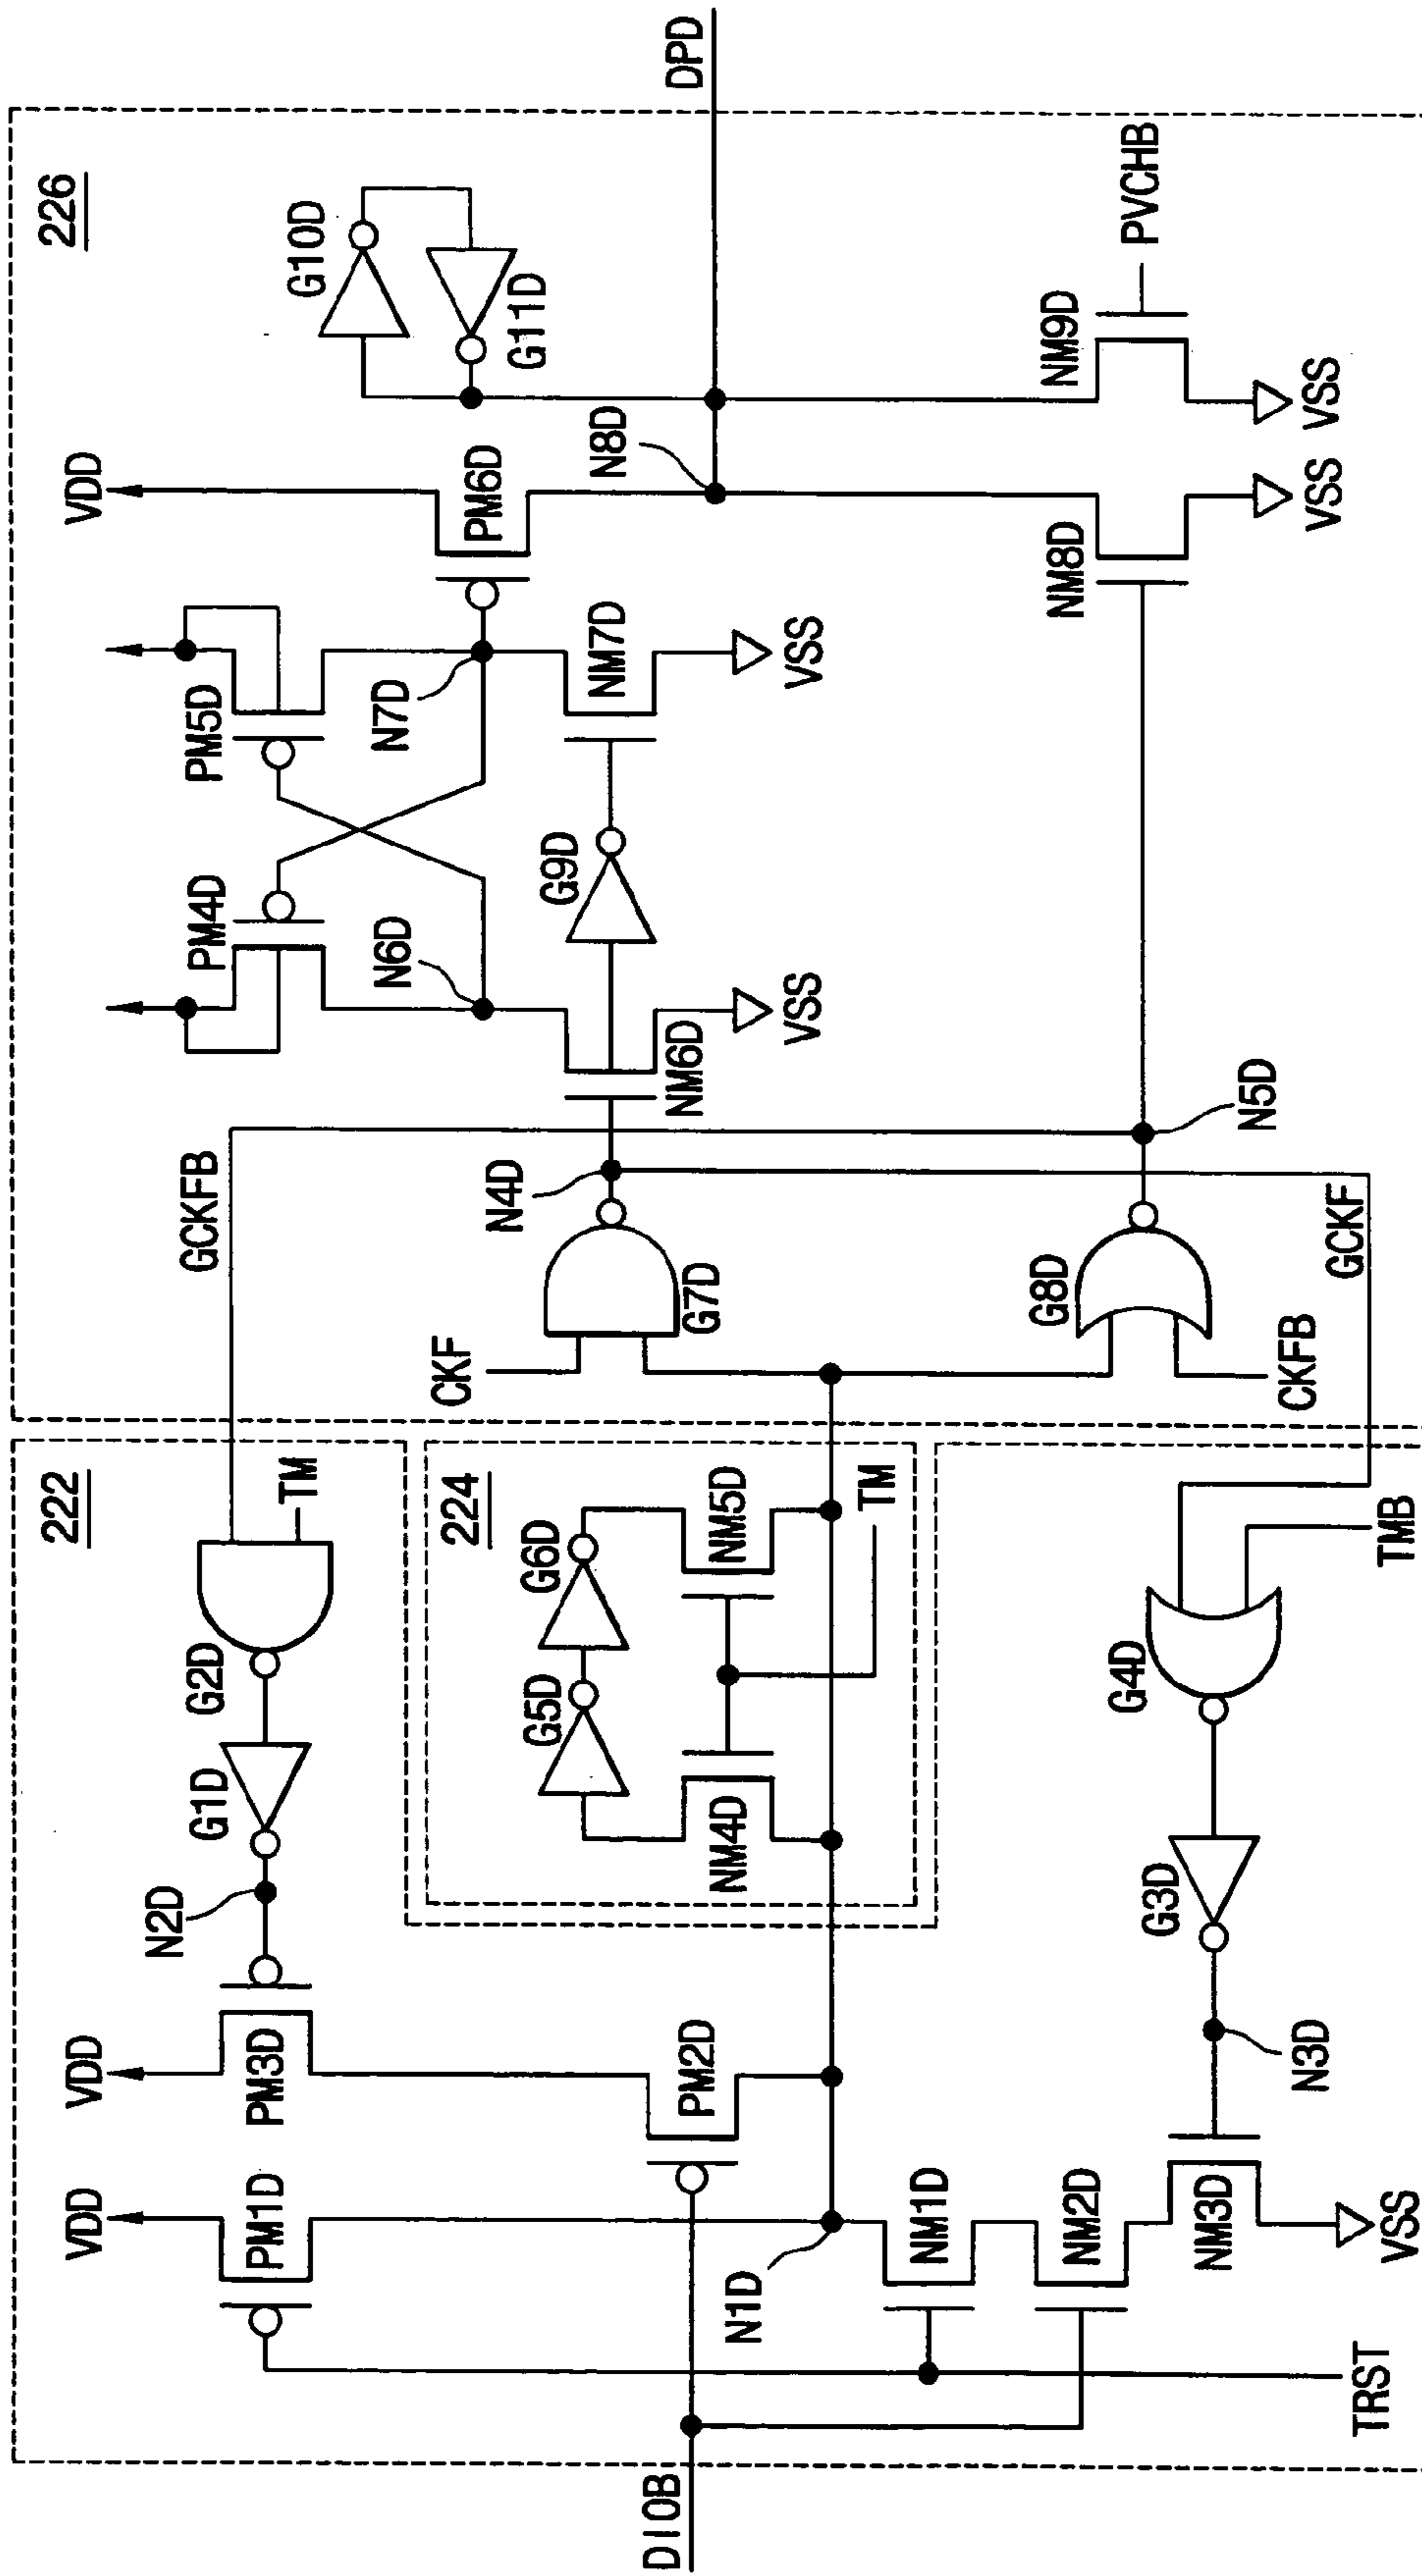 222
VDD
VDD
PM1D
PM3D
N2D
G1D
G2D
TM
GCKFB
DIOB
PM2D
N1D
NM1D
NM2D
NM3D
VSS
TRST
N3D
G3D
G4D
TMB
GCKF
224
G5D
G6D
NM4D
NM5D
TM
226
CKF
G7D
N4D
G8D
CKFB
N5D
PM4D
PM5D
N6D
N7D
NM6D
G9D
NM7D
VSS
VSS
VDD
PM6D
N8D
G10D
G11D
DPD
NM8D
NM9D
PVCHB
VSS
VSS